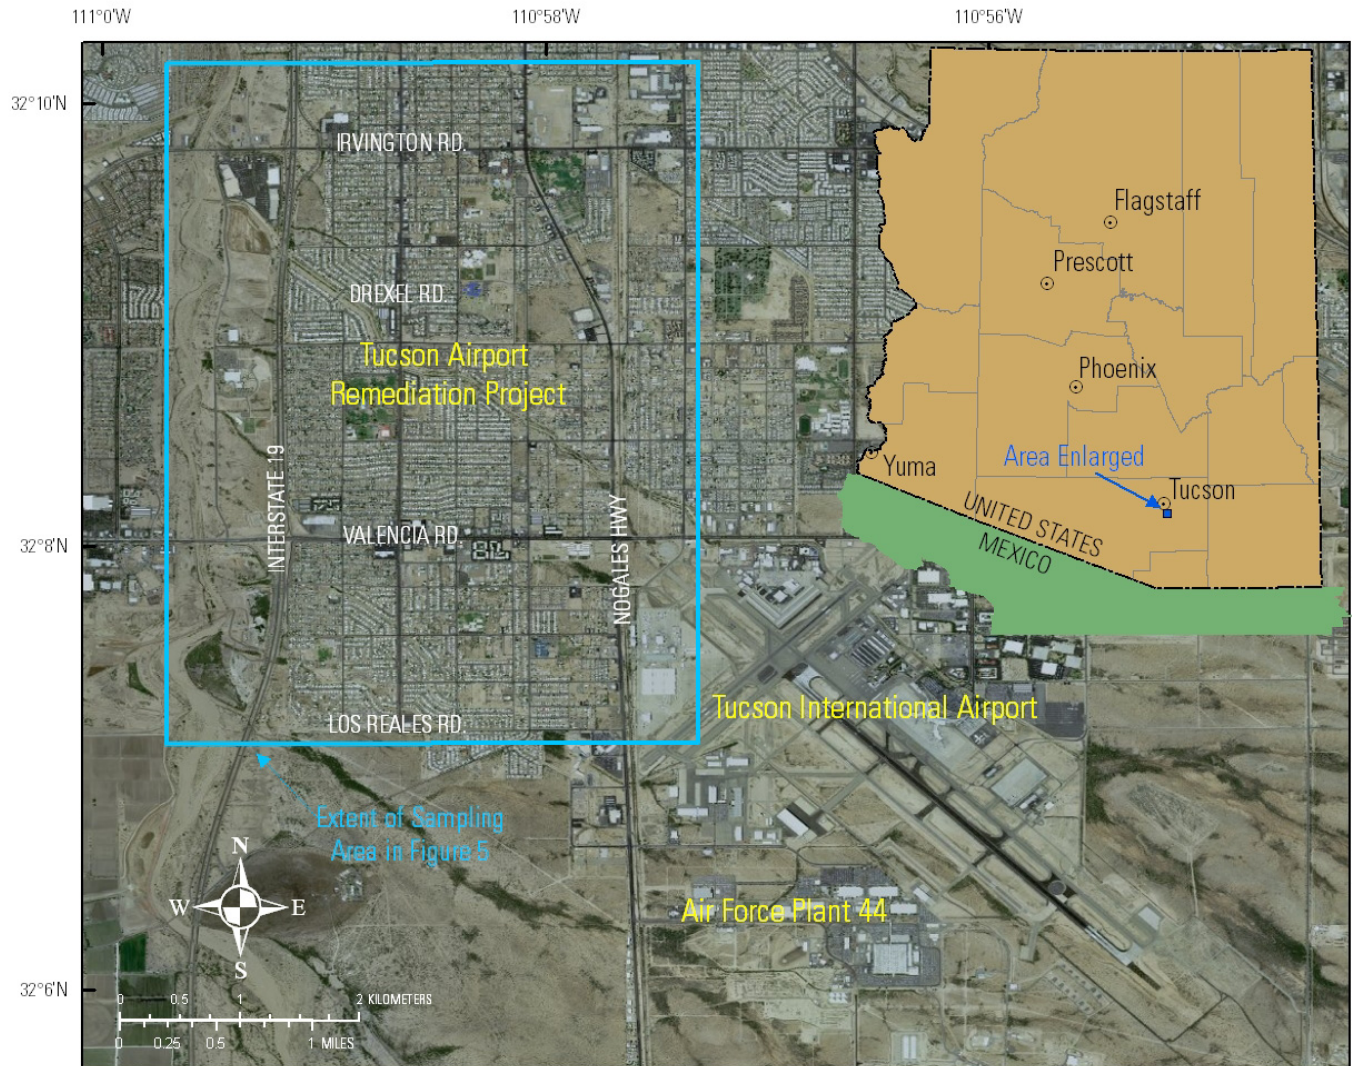 111°0'W
110°58'W
110°56'W
32°10'N
IRVINGTON RD.
Flagstaff
Prescott
DREXEL RD.
Tucson Airport
Remediation Project
Phoenix
INTERSTATE 19
Area Enlarged
Yuma
Tucson
NOGALES HWY
UNITED STATES
VALENCIA RD.
MEXICO
32°8'N
Tucson International Airport
LOS REALES RD.
Extent of Sampling
Area in Figure 5
N
W
E
S
Air Force Plant 44
32°6'N
0 0.5 1 2 KILOMETERS
0 0.25 0.5 1 MILES